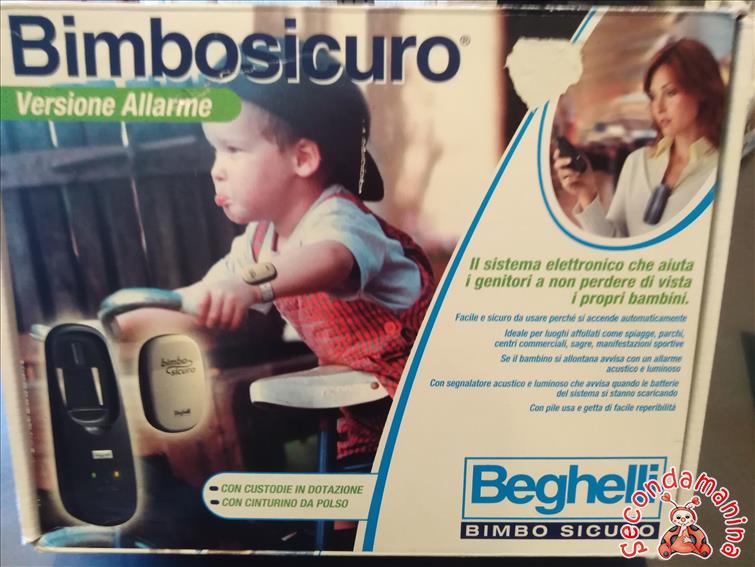 Bimbosicuro®
Versione Allarme
Il sistema elettronico che aiuta
i genitori a non perdere di vista
i propri bambini.
Facile e sicuro da usare perché si accende automaticamente
Ideale per luoghi affollati come spiagge, parchi,
centri commerciali, sagre, manifestazioni sportive
Se il bambino si allontana avvisa con un allarme
acustico e luminoso
Con segnalatore acustico e luminoso che avvisa quando le batterie
del sistema si stanno scaricando
Con pile usa e getta di facile reperibilità
bimbo
sicuro
Beghelli
Beghelli
- CON CUSTODIE IN DOTAZIONE
- CON CINTURINO DA POLSO
Beghelli
BIMBO SICURO
secondamanina